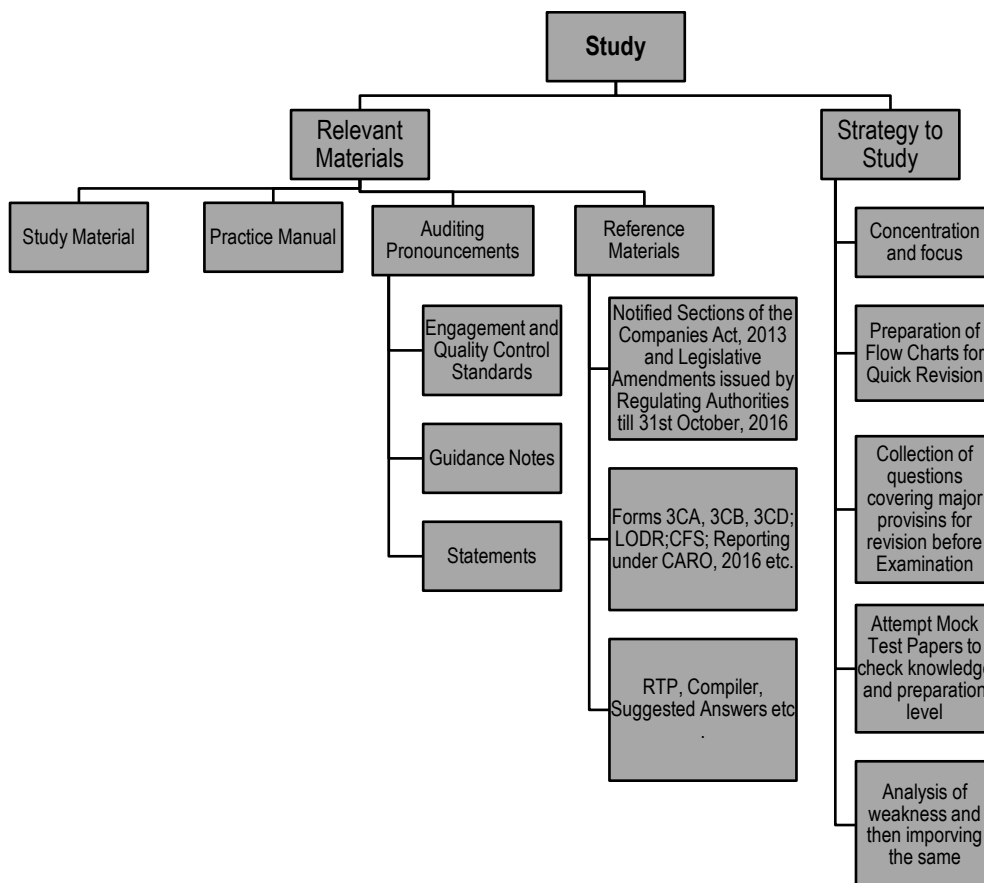 Study
Relevant
Materials
Strategy to
Study
Study Material
Practice Manual
Auditing
Pronouncements
Reference
Materials
Engagement and
Quality Control
Standards
Guidance Notes
Statements
Notified Sections of the
Companies Act, 2013
and Legislative
Amendments issued by
Regulating Authorities
till 31st October, 2016
Forms 3CA, 3CB, 3CD;
LODR;CFS; Reporting
under CARO, 2016 etc.
RTP, Compiler,
Suggested Answers etc
.
Concentration
and focus
Preparation of
Flow Charts for
Quick Revision
Collection of
questions
covering major
provisins for
revision before
Examination
Attempt Mock
Test Papers to
check knowledge
and preparation
level
Analysis of
weakness and
then imporving
the same